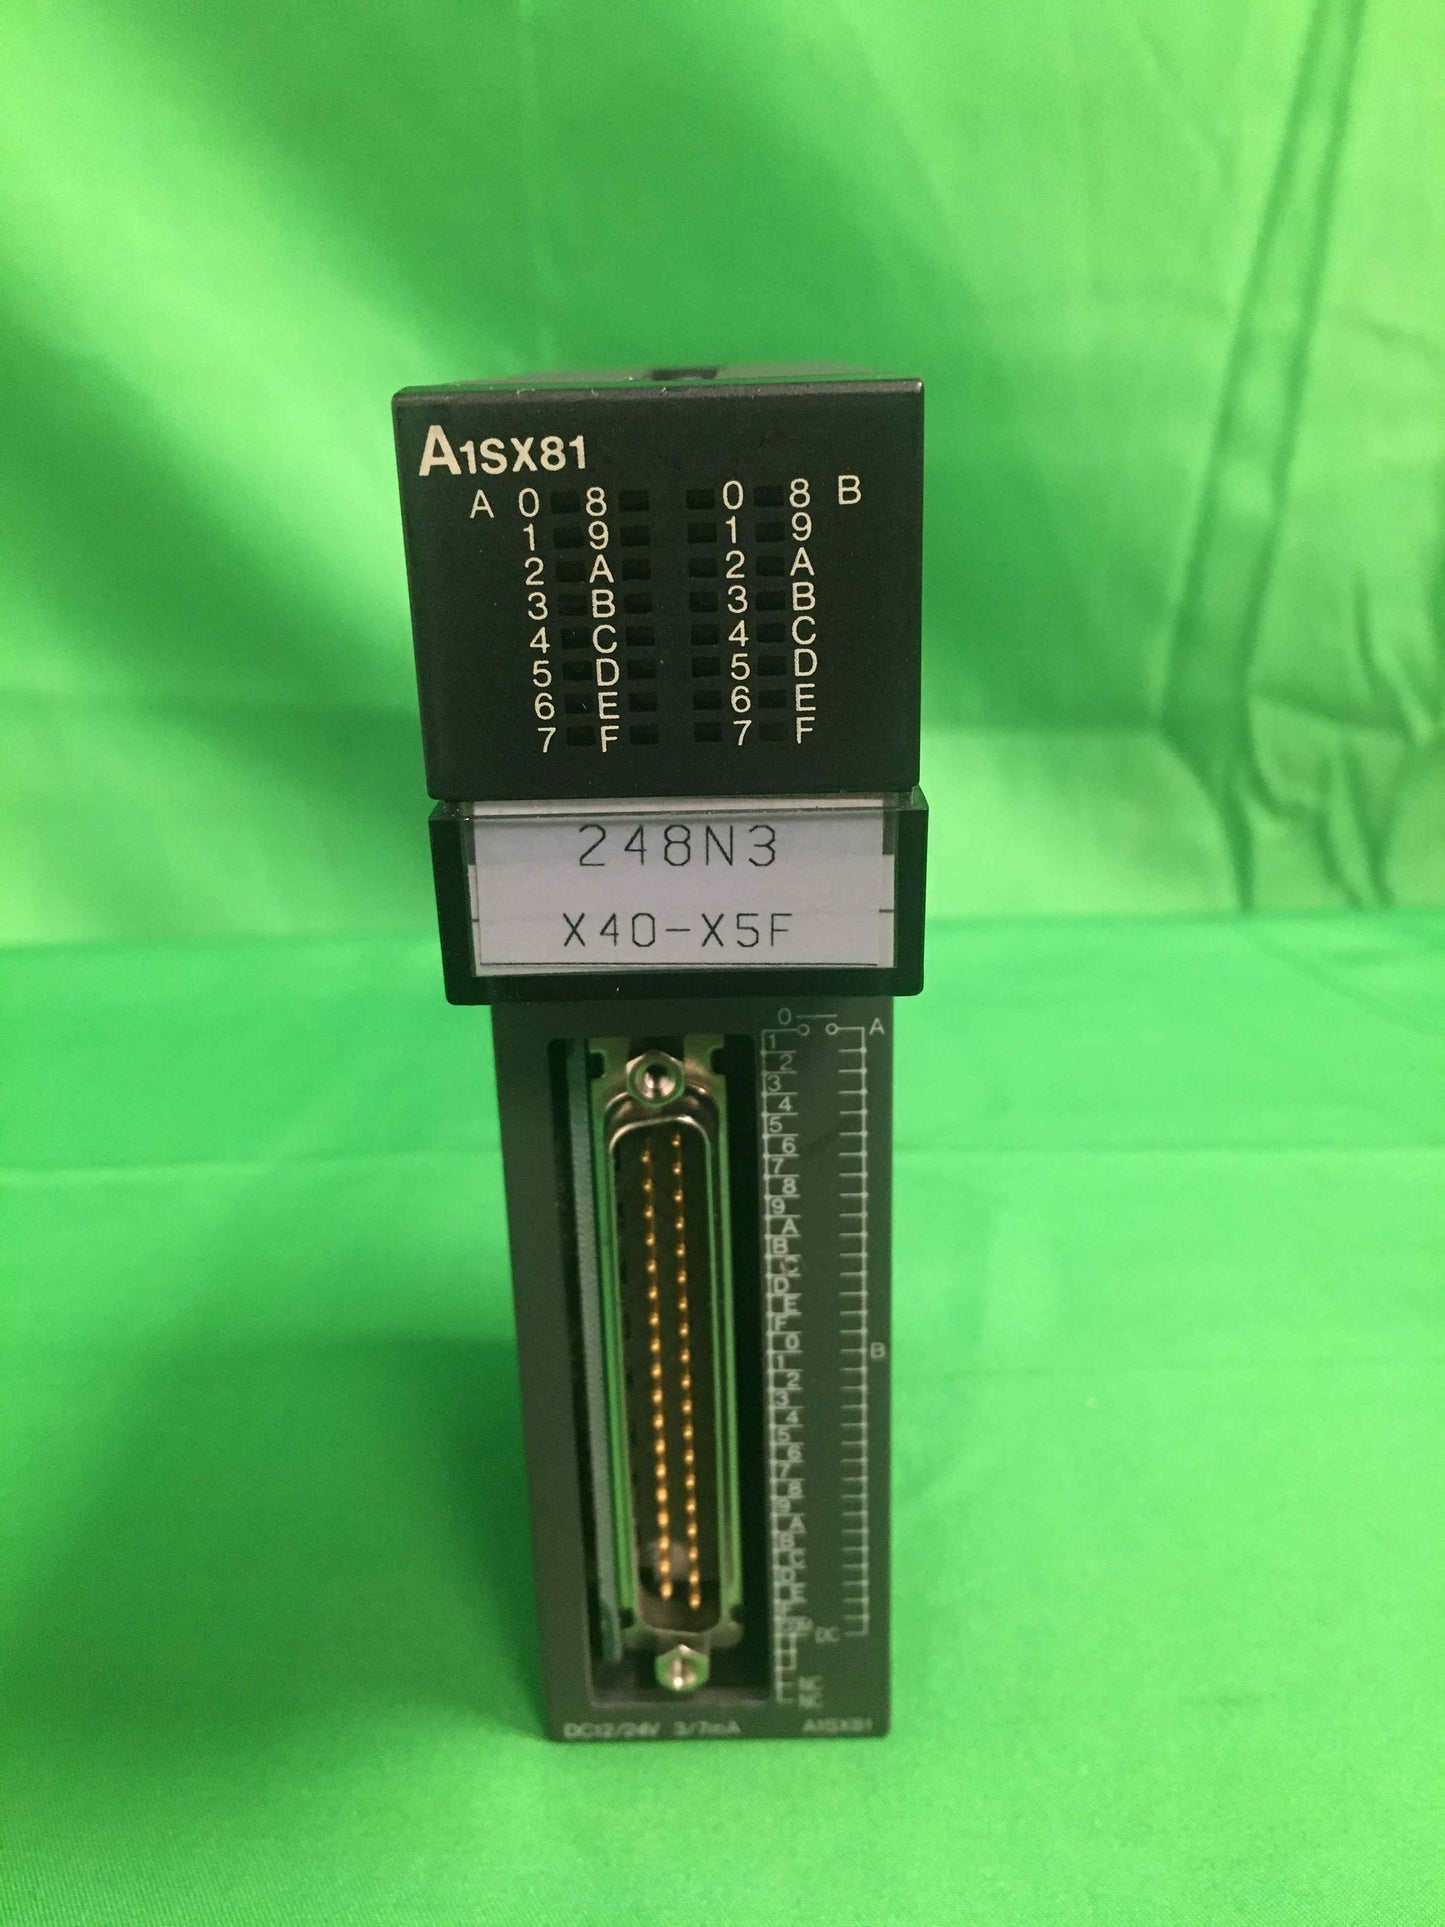 A1SX81
A 0 8 0 8 B
1 9 1 9
2 A 2 A
3 B 3 B
4 C 4 C
5 D 5 D
6 E 6 E
7 F 7 F
248N3
X40-X5F
0 A
1
2
3
4
5
6
7
8
9
A
B
C
D
E
F
0 B
1
2
3
4
5
6
7
8
9
A
B
C
D
E
F
DC
DC12/24V 3/7mA A1SX81